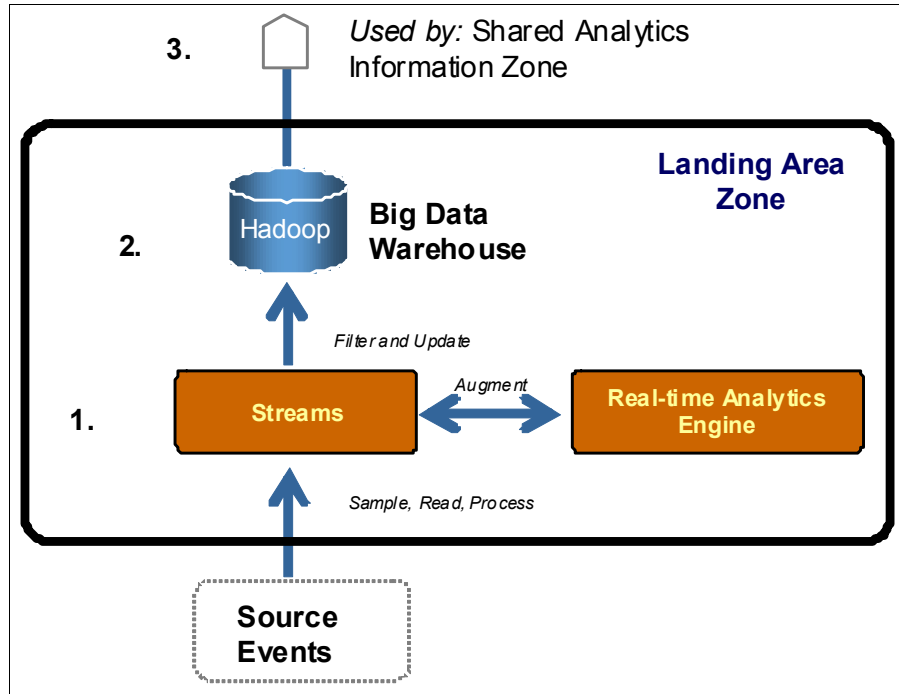 3.
Used by: Shared Analytics
Information Zone
Landing Area
Zone
Hadoop
Big Data
Warehouse
2.
Filter and Update
Augment
1.
Streams
Real-time Analytics
Engine
Sample, Read, Process
Source
Events